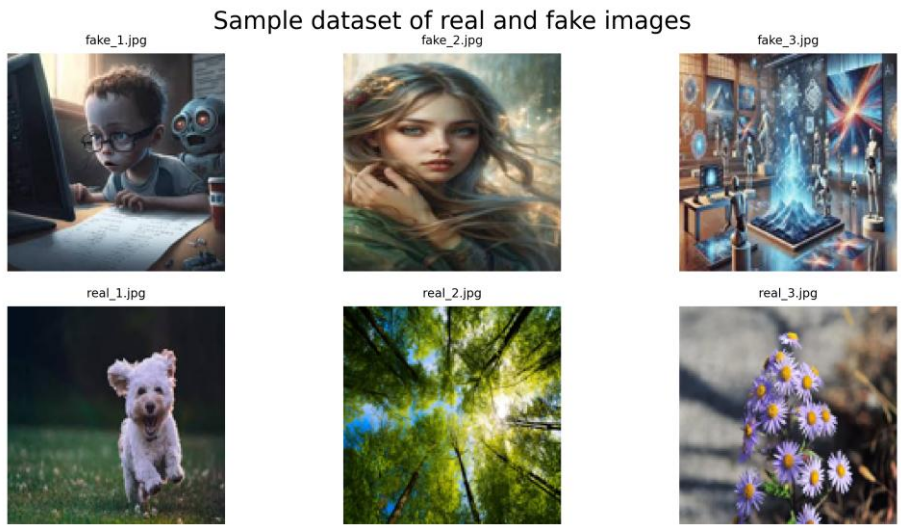 Sample dataset of real and fake images
fake_1.jpg
fake_2.jpg
fake_3.jpg
real_1.jpg
real_2.jpg
real_3.jpg